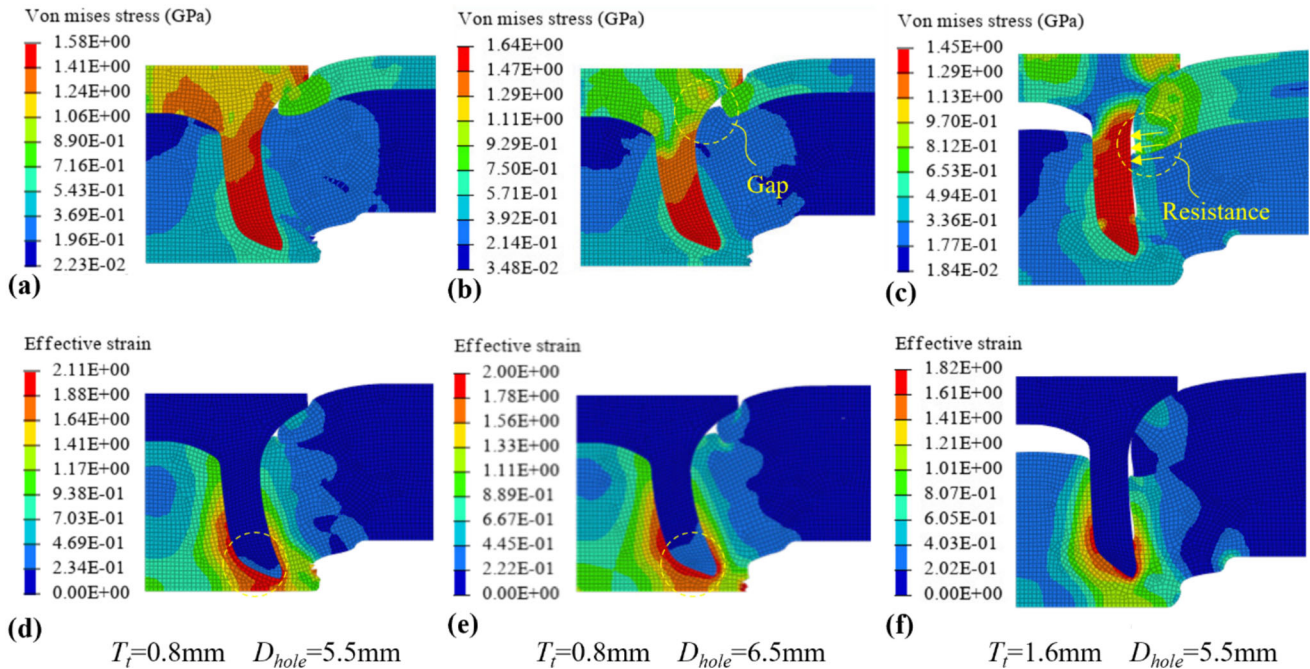 Von mises stress (GPa)
1.58E+00
1.41E+00
1.24E+00
1.06E+00
8.90E-01
7.16E-01
5.43E-01
3.69E-01
1.96E-01
2.23E-02
(a)
Von mises stress (GPa)
1.64E+00
1.47E+00
1.29E+00
1.11E+00
9.29E-01
7.50E-01
5.71E-01
3.92E-01
2.14E-01
3.48E-02
Gap
(b)
Von mises stress (GPa)
1.45E+00
1.29E+00
1.13E+00
9.70E-01
8.12E-01
6.53E-01
4.94E-01
3.36E-01
1.77E-01
1.84E-02
Resistance
(c)
Effective strain
2.11E+00
1.88E+00
1.64E+00
1.41E+00
1.17E+00
9.38E-01
7.03E-01
4.69E-01
2.34E-01
0.00E+00
(d)
Effective strain
2.00E+00
1.78E+00
1.56E+00
1.33E+00
1.11E+00
8.89E-01
6.67E-01
4.45E-01
2.22E-01
0.00E+00
(e)
Effective strain
1.82E+00
1.61E+00
1.41E+00
1.21E+00
1.01E+00
8.07E-01
6.05E-01
4.03E-01
2.02E-01
0.00E+00
(f)
Tt=0.8mm Dhole=5.5mm
Tt=0.8mm Dhole=6.5mm
Tt=1.6mm Dhole=5.5mm